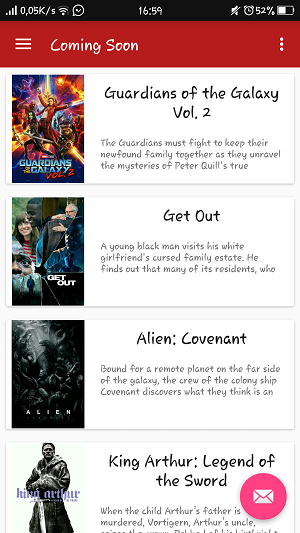 0,05K/s
16:59
52%
Coming Soon
GUARDIANS
OF THE GALAXY
VOL. 2
Guardians of the Galaxy
Vol. 2
The Guardians must fight to keep their
newfound family together as they unravel
the mysteries of Peter Quill's true
GET
OUT
Get Out
A young black man visits his white
girlfriend's cursed family estate. He
finds out that many of its residents, who
ALIEN
Alien: Covenant
Bound for a remote planet on the far side
of the galaxy, the crew of the colony ship
Covenant discovers what they think is an
king arthur
King Arthur: Legend of
the Sword
When the child Arthur's father is
murdered, Vortigern, Arthur's uncle,